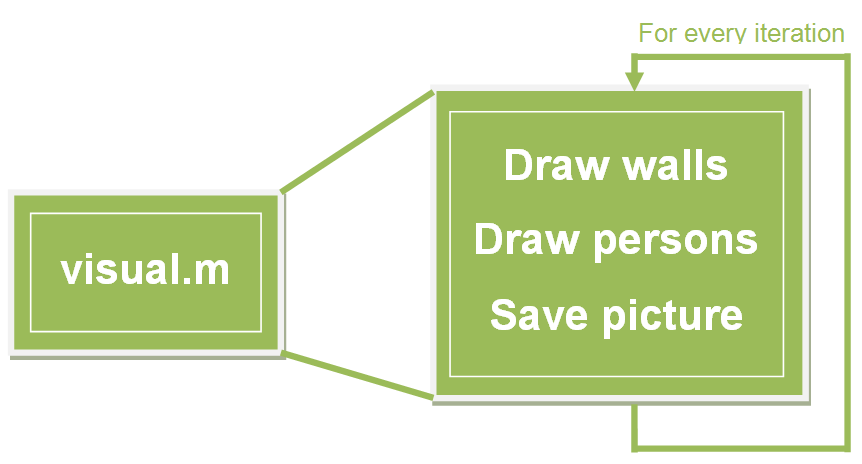 For every iteration
Draw walls
Draw persons
visual.m
Save picture